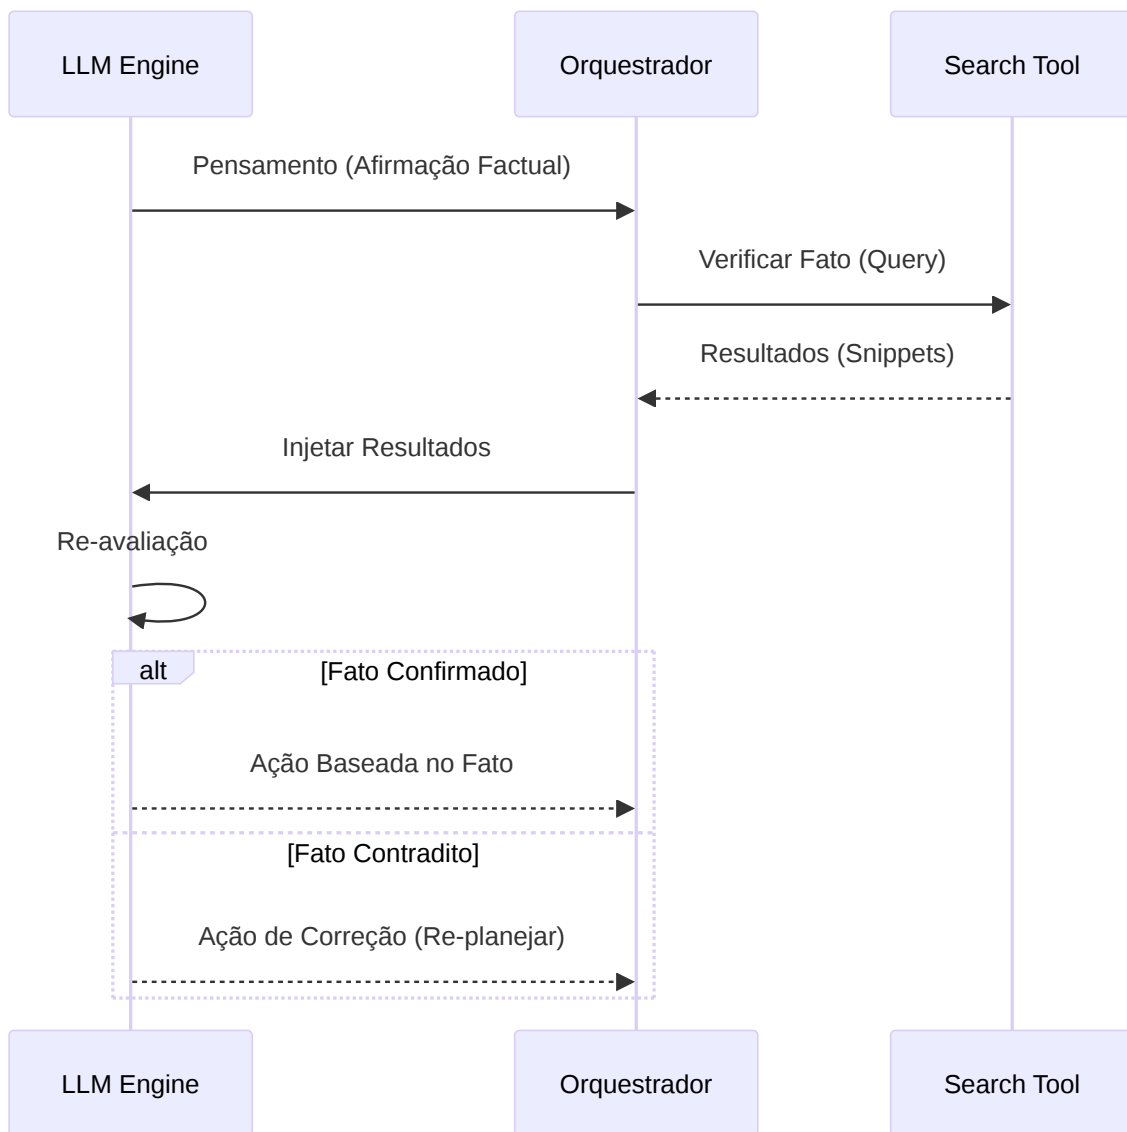 LLM Engine
Orquestrador
Search Tool
Pensamento (Afirmação Factual)
Verificar Fato (Query)
Resultados (Snippets)
Injetar Resultados
Re-avaliação
alt
[Fato Confirmado]
Ação Baseada no Fato
[Fato Contradito]
Ação de Correção (Re-planejar)
LLM Engine
Orquestrador
Search Tool